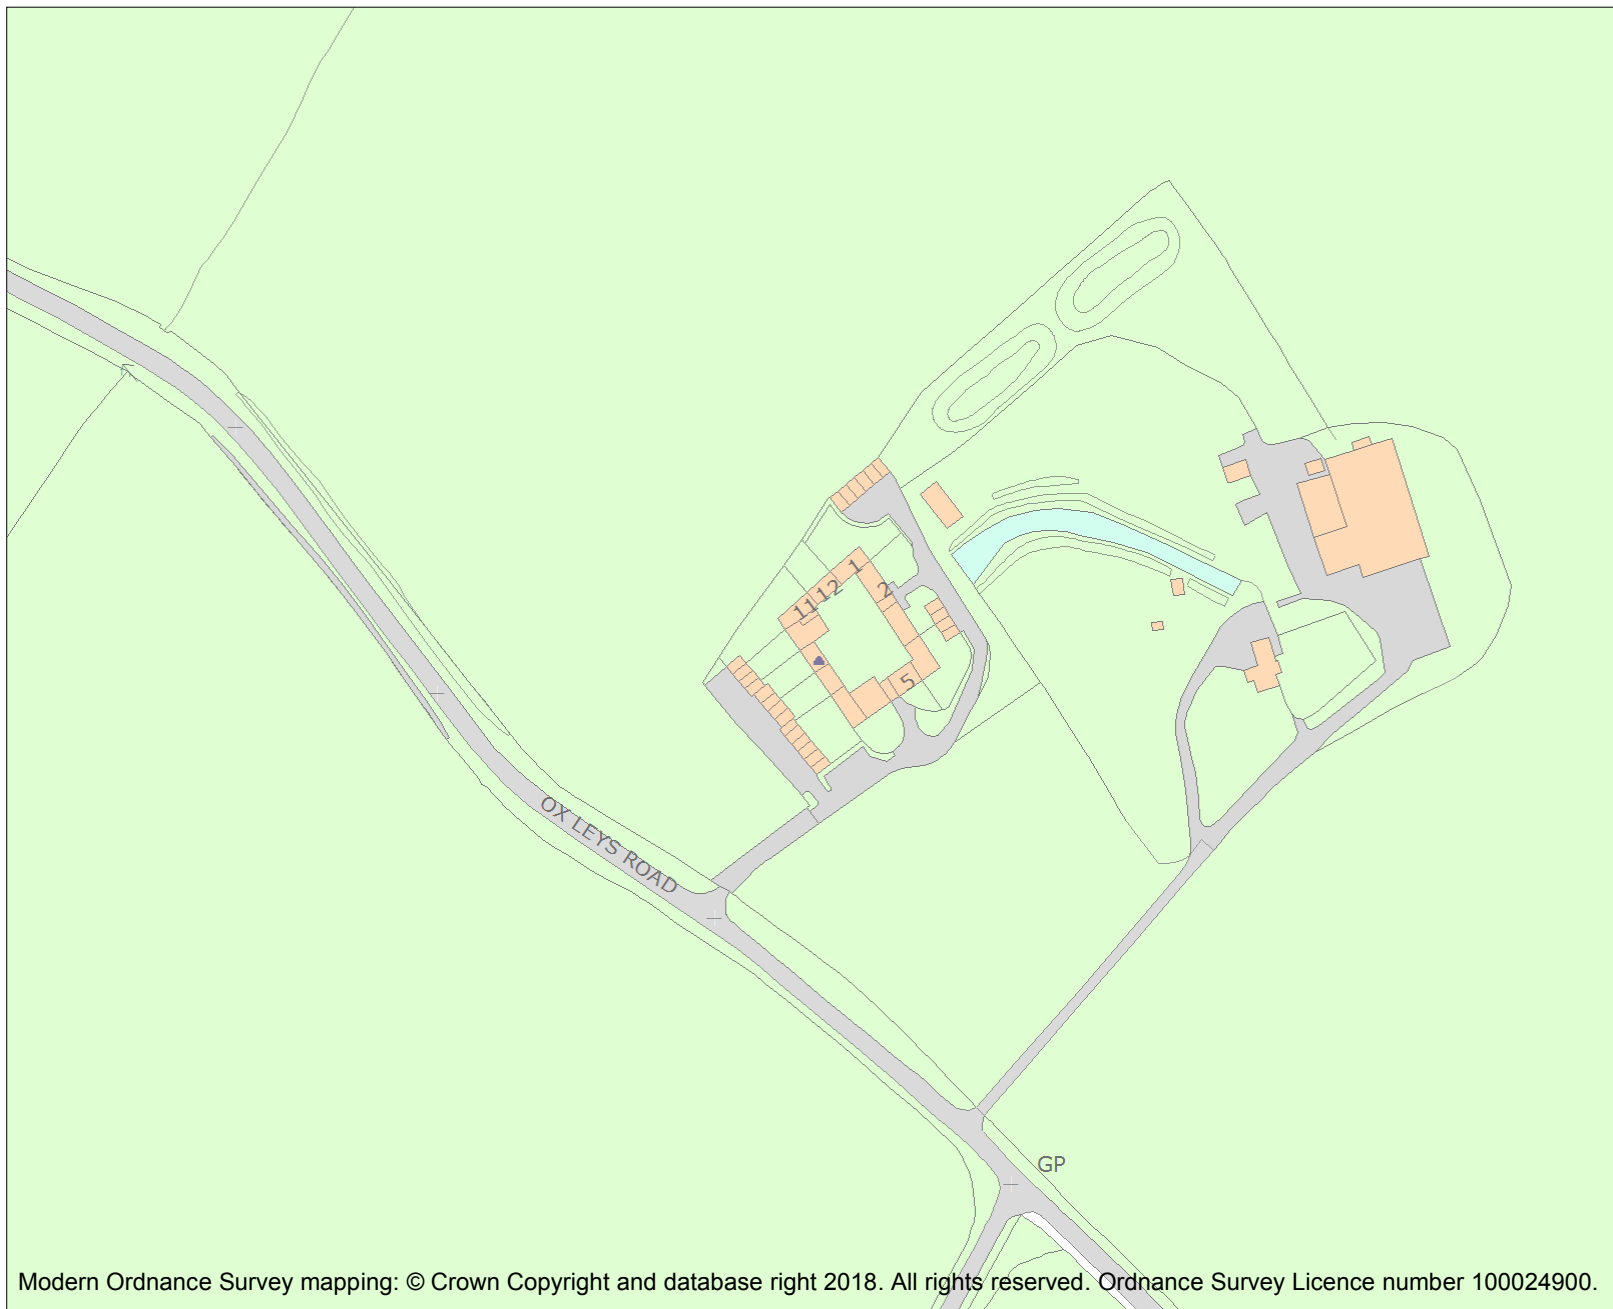 1
12
11
2
5
OX LEYS ROAD
GP
Modern Ordnance Survey mapping: © Crown Copyright and database right 2018. All rights reserved. Ordnance Survey Licence number 100024900.